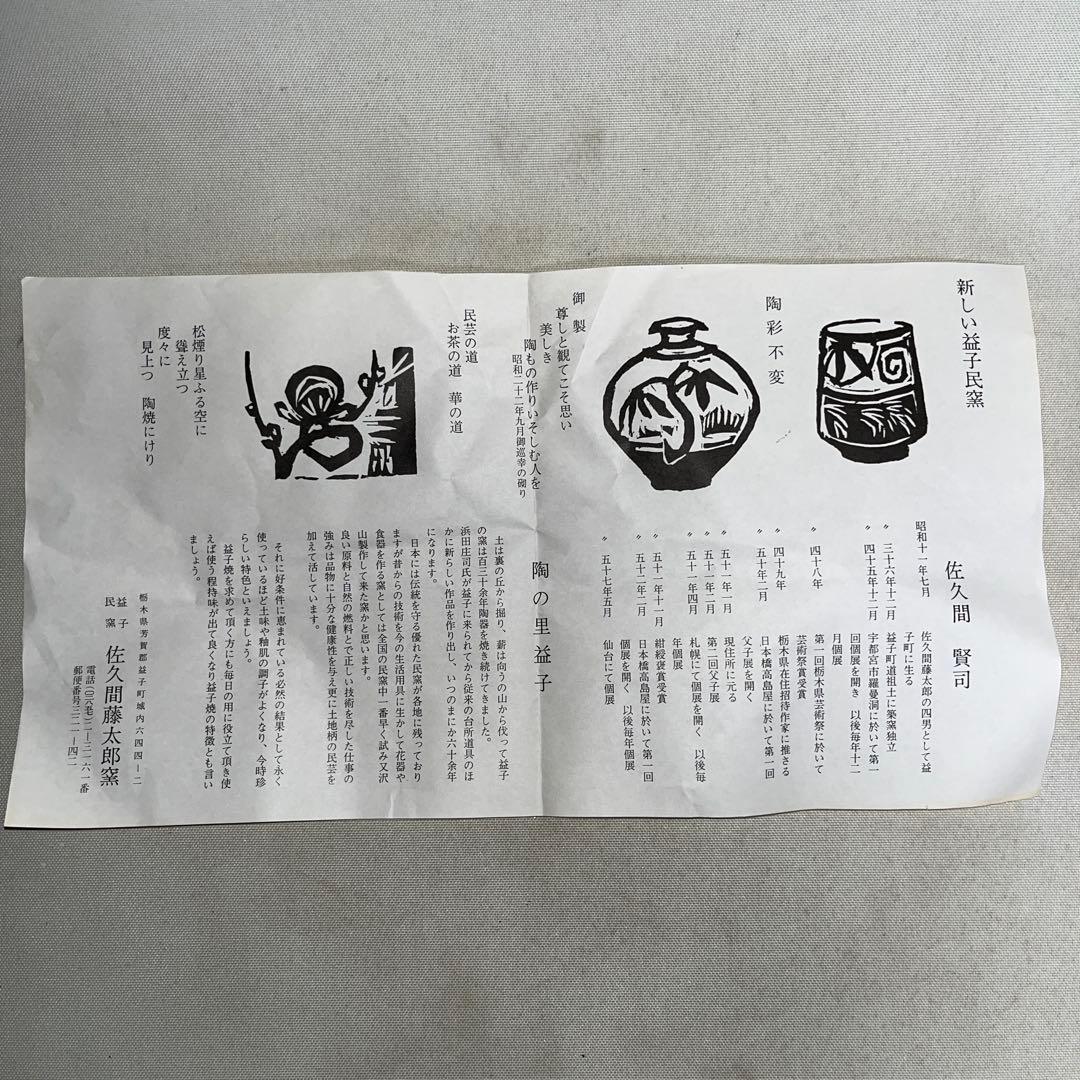 新しい益子民窯
佐久間 賢司
昭和十一年七月 佐久間藤太郎の四男として益
子町に生る
〃 三十六年十二月 益子町道祖土に築窯独立
〃 四十五年十二月 宇都宮市羅曼洞に於いて第一
回個展を開き 以後毎年十二
月個展
〃 四十八年 第一回栃木県芸術祭に於いて
芸術祭賞受賞
〃 四十九年 栃木県在住招待作家に推さる
〃 五十年二月 日本橋高島屋に於いて第一回
父子展を開く
〃 五十一年一月 現住所に元る
〃 五十一年二月 第二回父子展
〃 五十一年四月 札幌にて個展を開く 以後毎
年個展
〃 五十一年十一月 紺綬褒賞受賞
〃 五十二年二月 日本橋高島屋に於いて第一回
個展を開く 以後毎年個展
〃 五十七年五月 仙台にて個展
陶彩不変
御製
尊しと観てこそ思い
美しき
陶もの作りいそしむ人を
昭和二十二年九月御巡幸の砌り
陶の里益子
土は裏の丘から掘り、薪は向うの山から伐って益子
の窯は百三十余年陶器を焼き続けてきました。
浜田庄司氏が益子に来られてから従来の台所道具のほ
かに新らしい作品を作り出し、いつのまにか六十余年
になります。
日本には伝統を守る優れた民窯が各地に残っており
ますが昔からの技術を今の生活用具に生かして花器や
食器を作る窯としては全国の民窯中一番早く試み又沢
山製作して来た窯かと思います。
良い原料と自然の燃料とで正しい技術を尽した仕事の
強みは品物に十分な健康性を与え更に土地柄の民芸を
加えて活しています。
それに好条件に恵まれている必然の結果として永く
使っているほど土味や釉肌の調子がよくなり、今時珍
らしい特色といえましょう。
益子焼を求めて頂く方にも毎日の用に役立て頂き使
えば使う程持味が出て良くなり益子焼の特徴とも言い
ましょう。
民芸の道
お茶の道 華の道
松煙り星ふる空に
聳え立つ
度々に
見上つ 陶焼にけり
栃木県芳賀郡益子町城内六四四ー二
益子
民窯 佐久間藤太郎窯
電話(〇二八五七)二ー三一六一番
郵便番号三二一ー四二